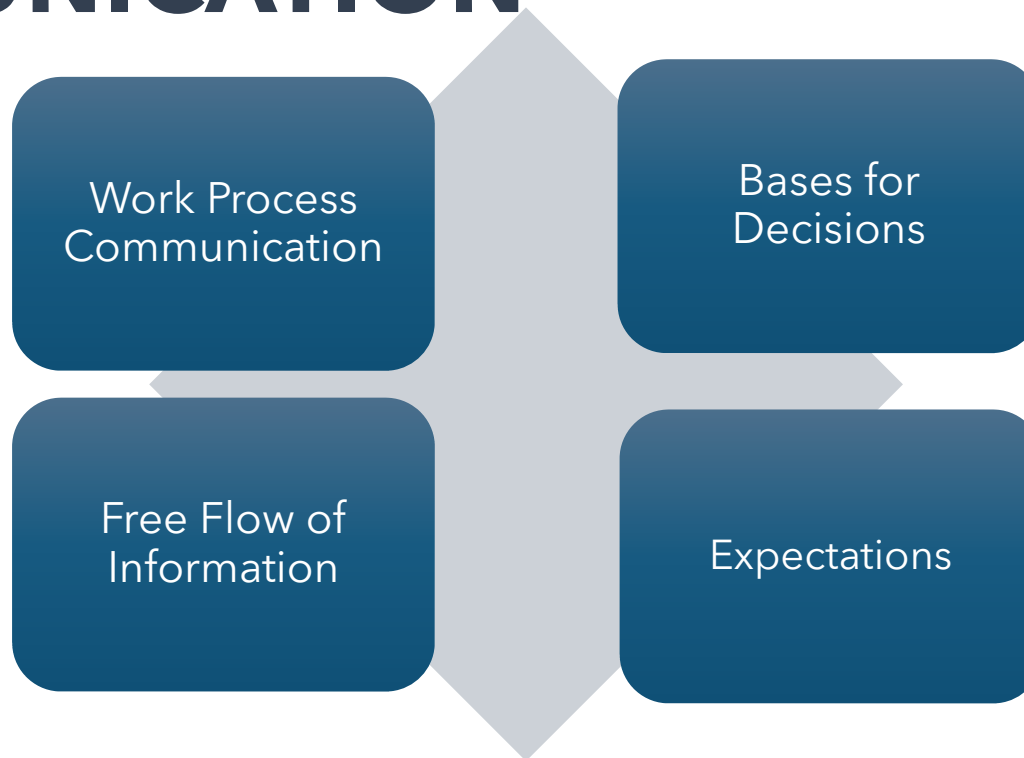 Work Process
Communication
Bases for
Decisions
Free Flow of
Information
Expectations